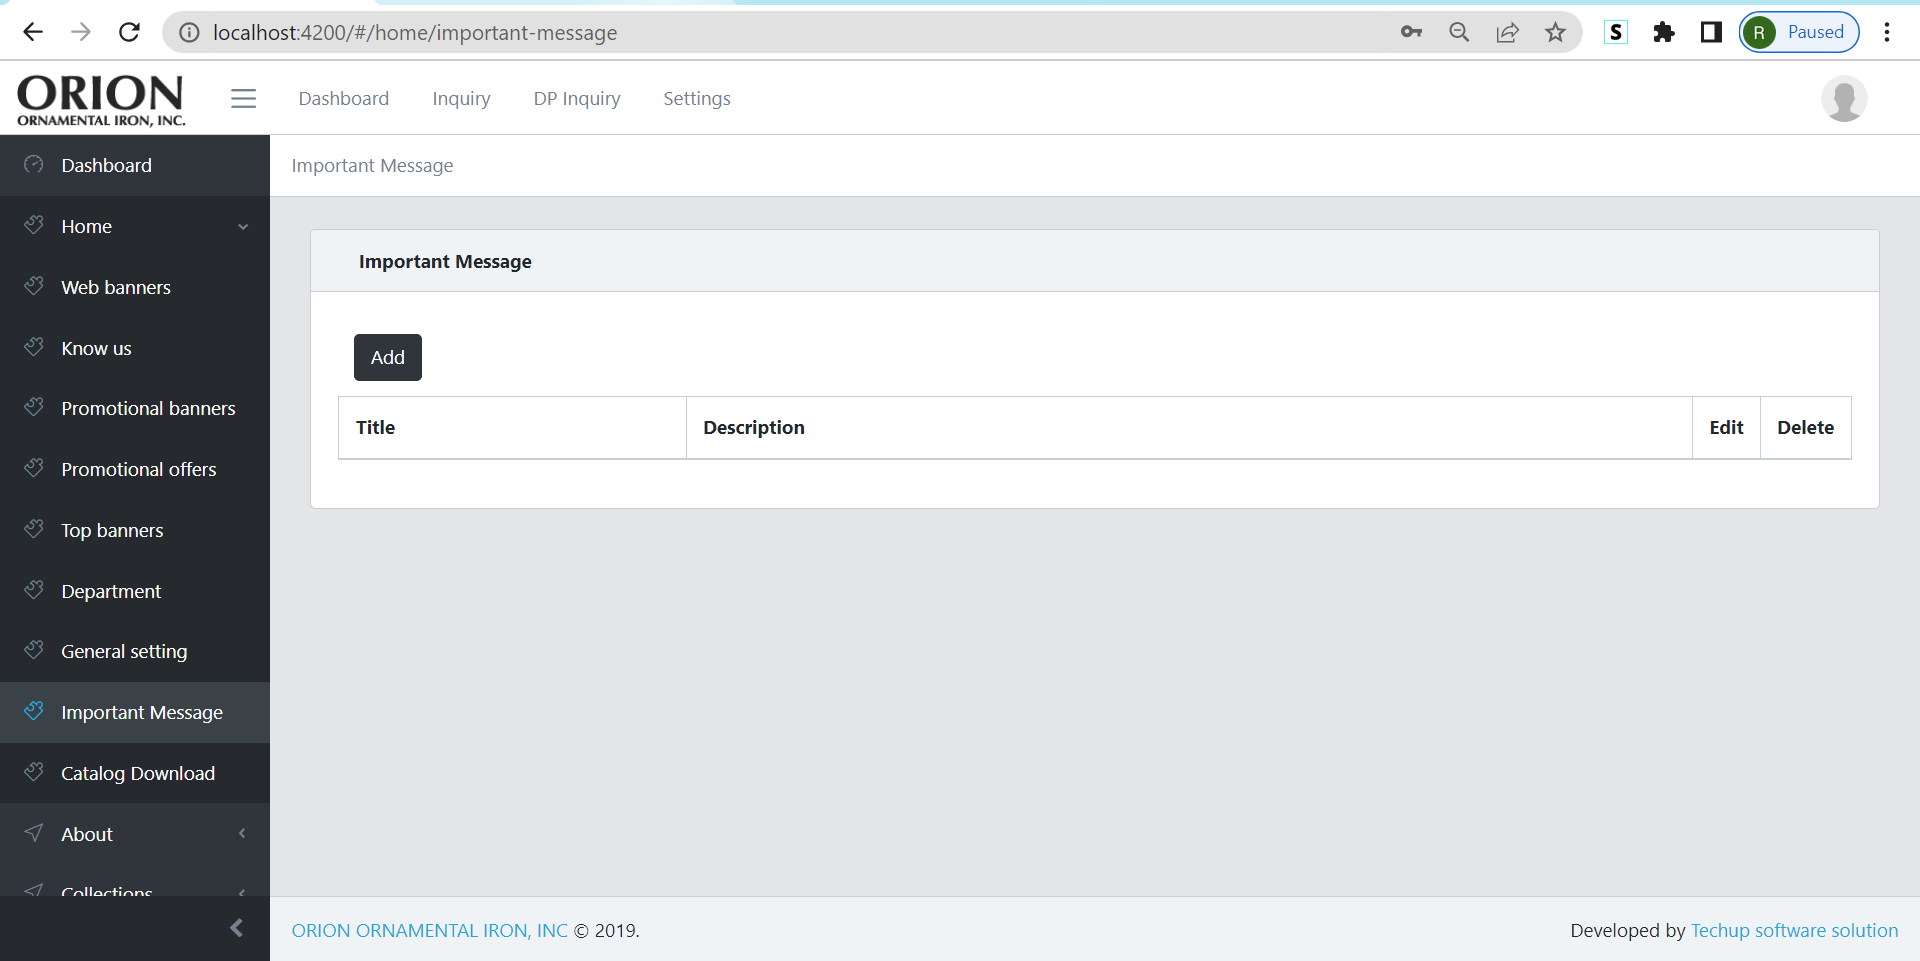 localhost:4200/#/home/important-message
S
R Paused
ORION
ORNAMENTAL IRON, INC.
Dashboard Inquiry DP Inquiry Settings
Dashboard
Important Message
Home
Web banners
Know us
Promotional banners
Promotional offers
Top banners
Department
General setting
Important Message
Catalog Download
About
Collections
Important Message
Add
Title Description Edit Delete
ORION ORNAMENTAL IRON, INC © 2019.
Developed by Techup software solution